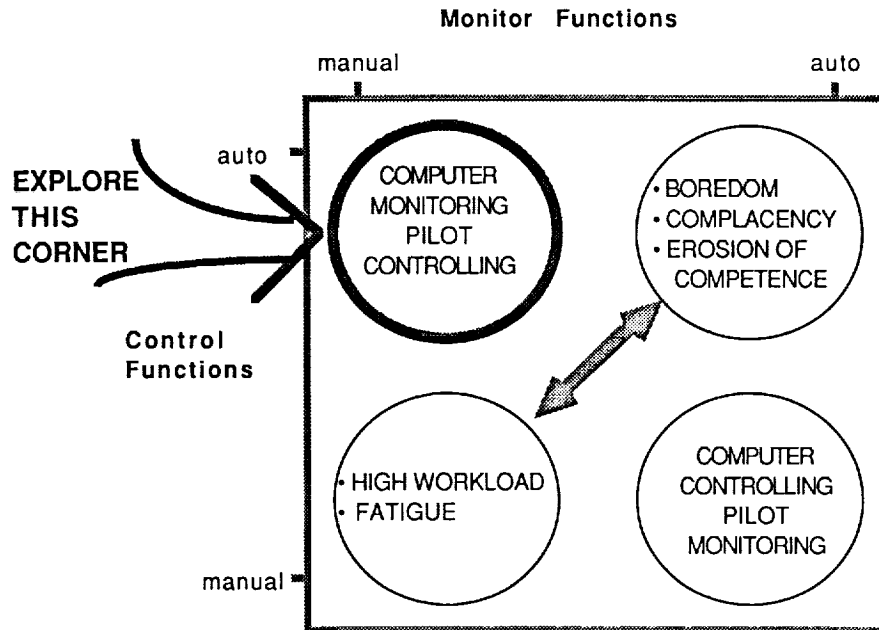 Monitor Functions
manual
auto
auto
EXPLORE
THIS
CORNER
COMPUTER
MONITORING
PILOT
CONTROLLING
• BOREDOM
• COMPLACENCY
• EROSION OF
COMPETENCE
Control
Functions
• HIGH WORKLOAD
• FATIGUE
COMPUTER
CONTROLLING
PILOT
MONITORING
manual